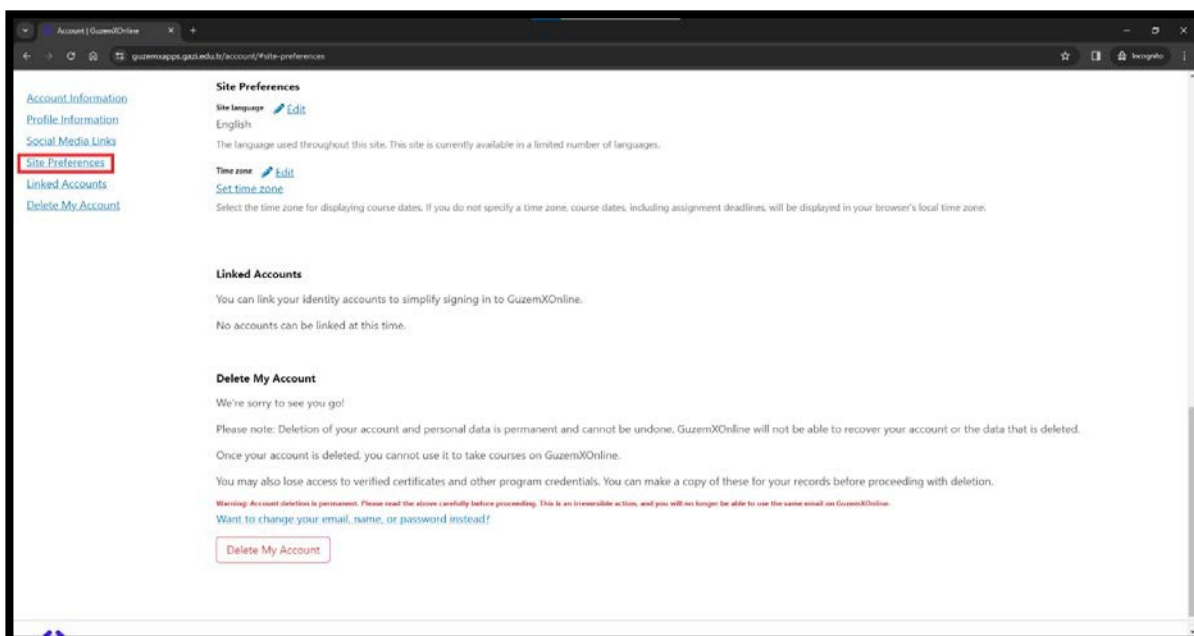 Account | GuzemXOnline
guzemxapps.gazi.edu.tr/account/#site-preferences
Incognito
Account Information
Profile Information
Social Media Links
Site Preferences
Linked Accounts
Delete My Account
Site Preferences
Site language Edit
English
The language used throughout this site. This site is currently available in a limited number of languages.
Time zone Edit
Set time zone
Select the time zone for displaying course dates. If you do not specify a time zone, course dates, including assignment deadlines, will be displayed in your browser's local time zone.
Linked Accounts
You can link your identity accounts to simplify signing in to GuzemXOnline.
No accounts can be linked at this time.
Delete My Account
We're sorry to see you go!
Please note: Deletion of your account and personal data is permanent and cannot be undone. GuzemXOnline will not be able to recover your account or the data that is deleted.
Once your account is deleted, you cannot use it to take courses on GuzemXOnline.
You may also lose access to verified certificates and other program credentials. You can make a copy of these for your records before proceeding with deletion.
Warning: Account deletion is permanent. Please read the above carefully before proceeding. This is an irreversible action, and you will no longer be able to use the same email on GuzemXOnline.
Want to change your email, name, or password instead?
Delete My Account